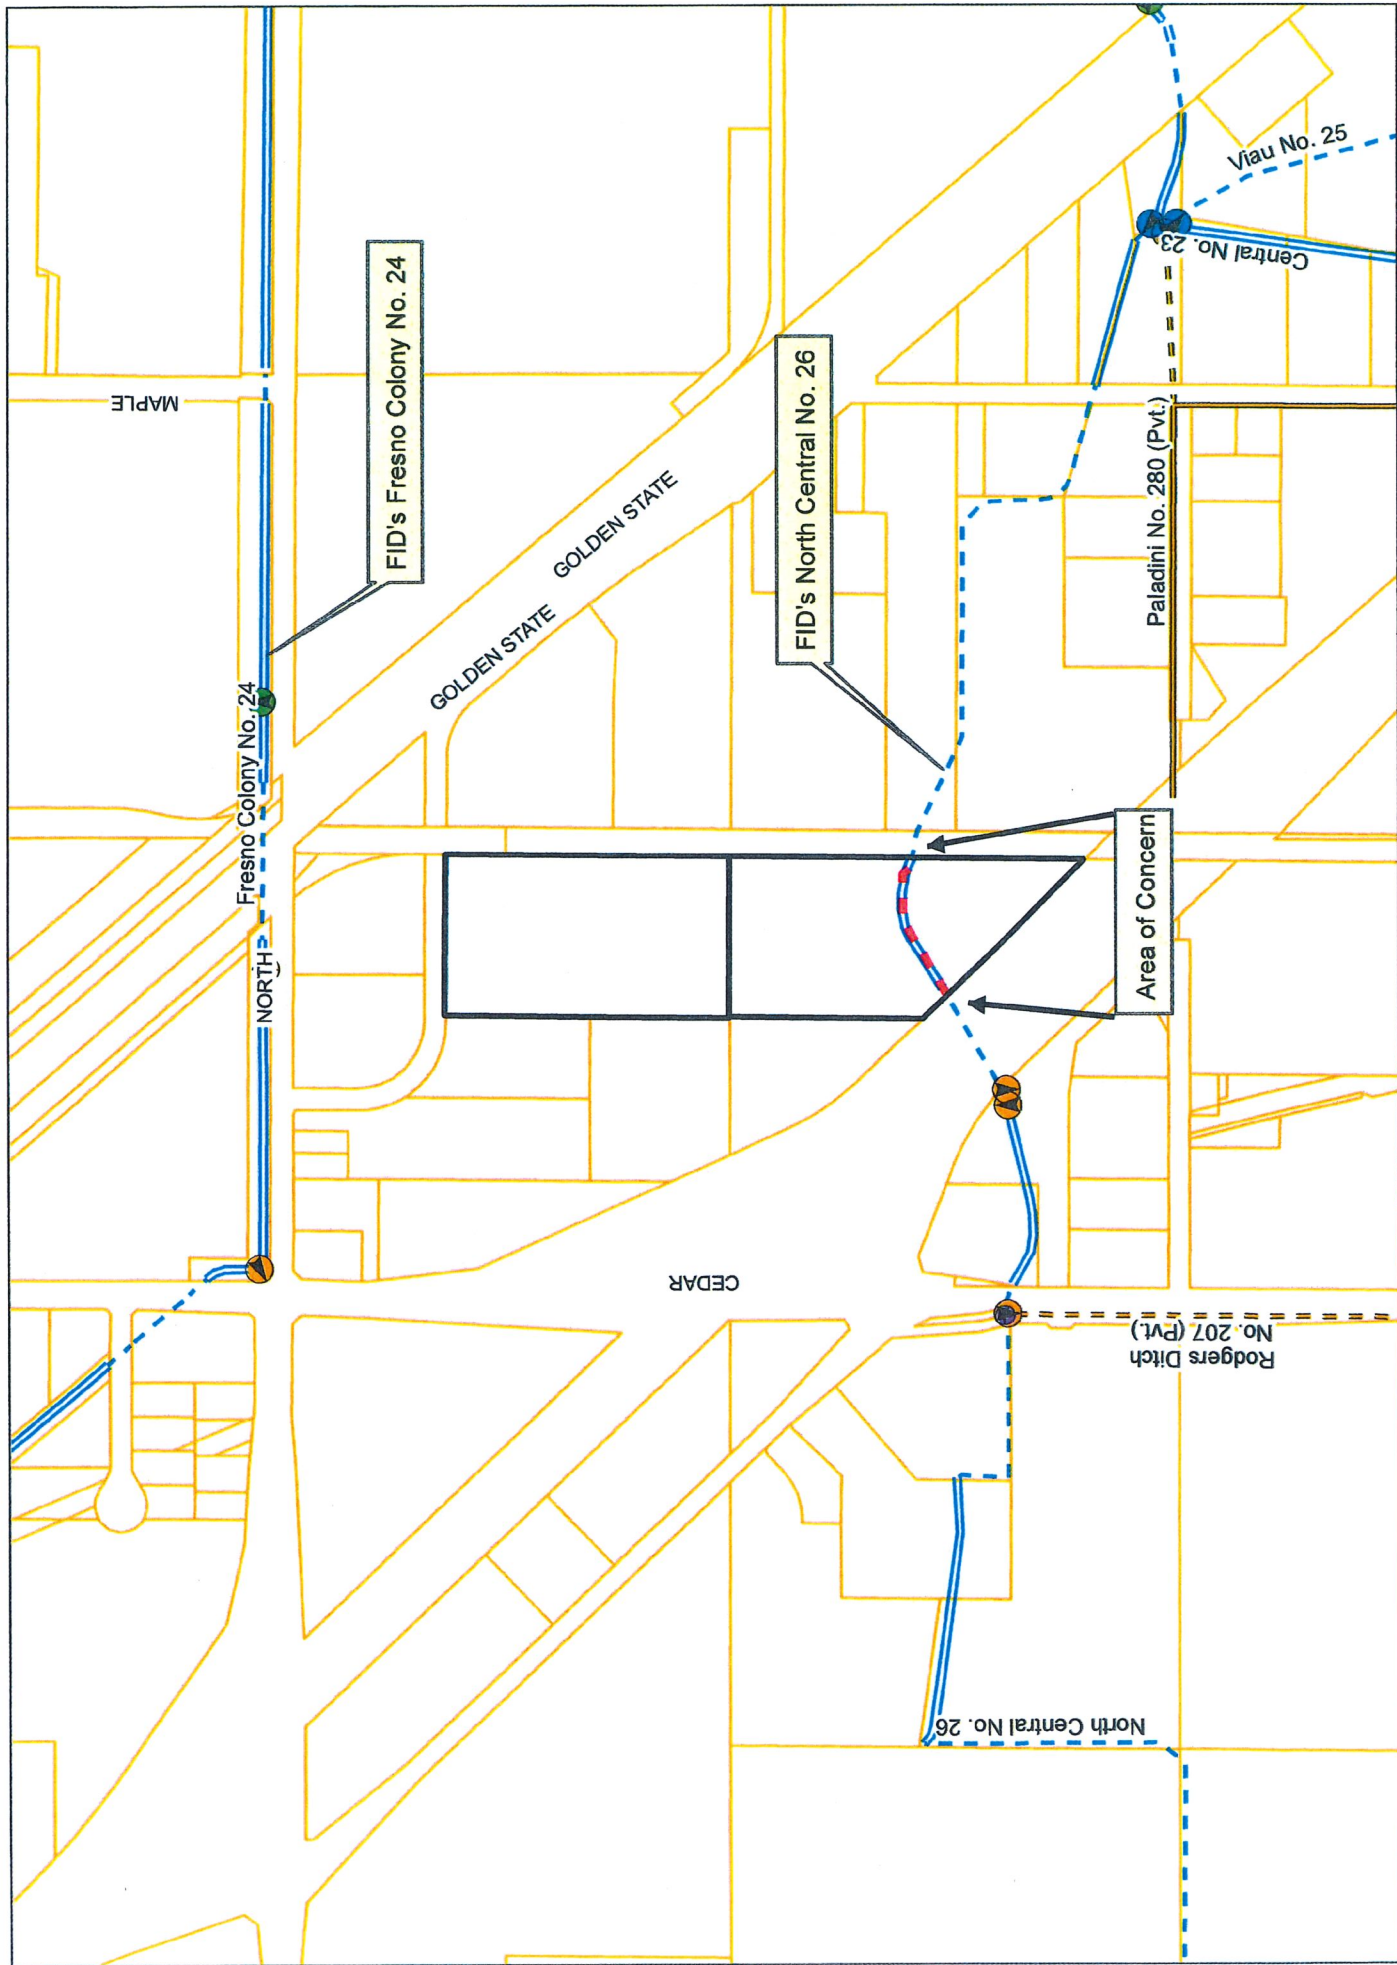 MAPLE
FID's Fresno Colony No. 24
Fresno Colony No. 24
NORTH
GOLDEN STATE
GOLDEN STATE
FID's North Central No. 26
Viau No. 25
Central No. 23
Paladini No. 280 (Pvt.)
Area of Concern
CEDAR
Rodgers Ditch
No. 207 (Pvt.)
North Central No. 26